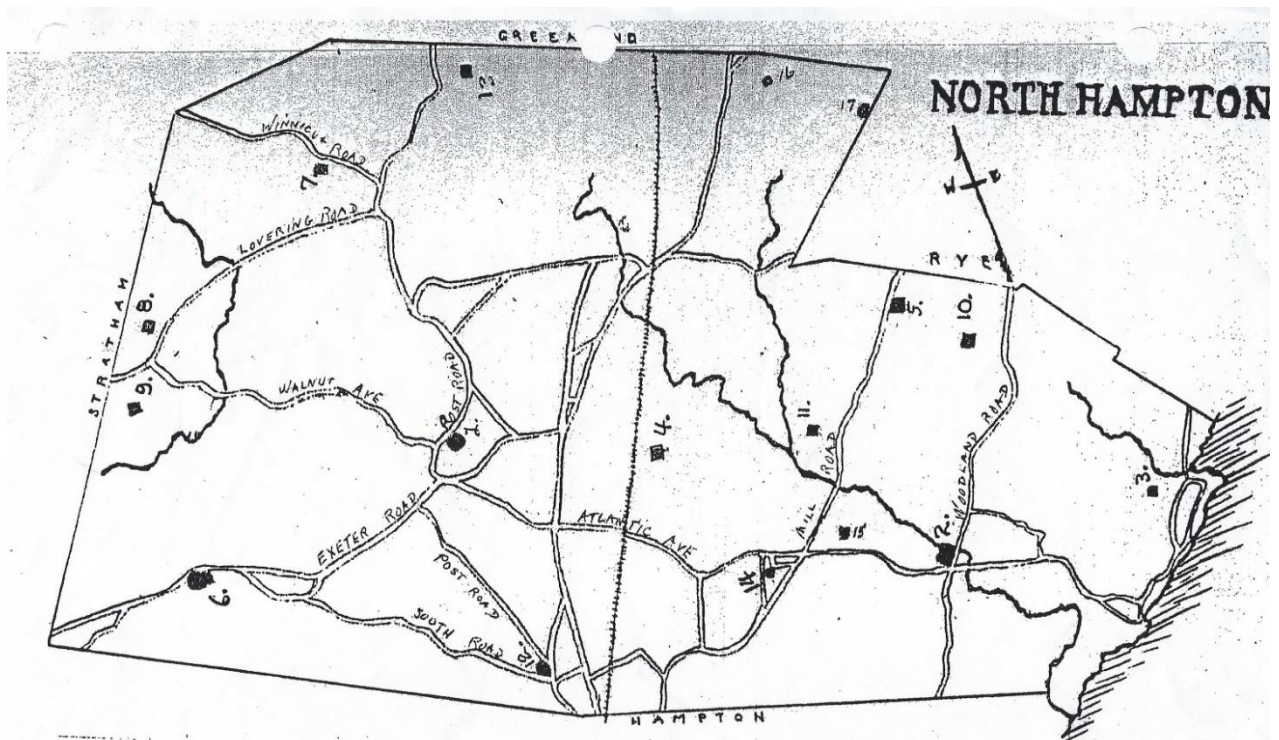 NORTH HAMPTON
16
17
WINNICUT ROAD
7.
W E
LOVERING ROAD
RYE
STRATHAM
8.
5.
10.
9.
WALNUT AVE
POST ROAD
4.
11.
MILL ROAD
WOODLAND ROAD
3.
EXETER ROAD
ATLANTIC AVE
15
2.
6.
POST ROAD
14
SOUTH ROAD
HAMPTON